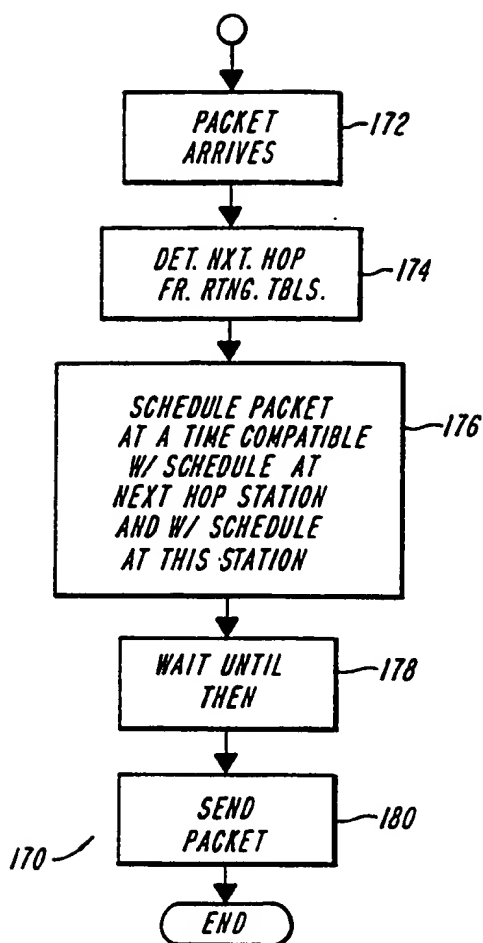 PACKET
ARRIVES
172
DET. NXT. HOP
FR. RTNG. TBLS.
174
SCHEDULE PACKET
AT A TIME COMPATIBLE
W/ SCHEDULE AT
NEXT HOP STATION
AND W/ SCHEDULE
AT THIS STATION
176
WAIT UNTIL
THEN
178
SEND
PACKET
180
170
END